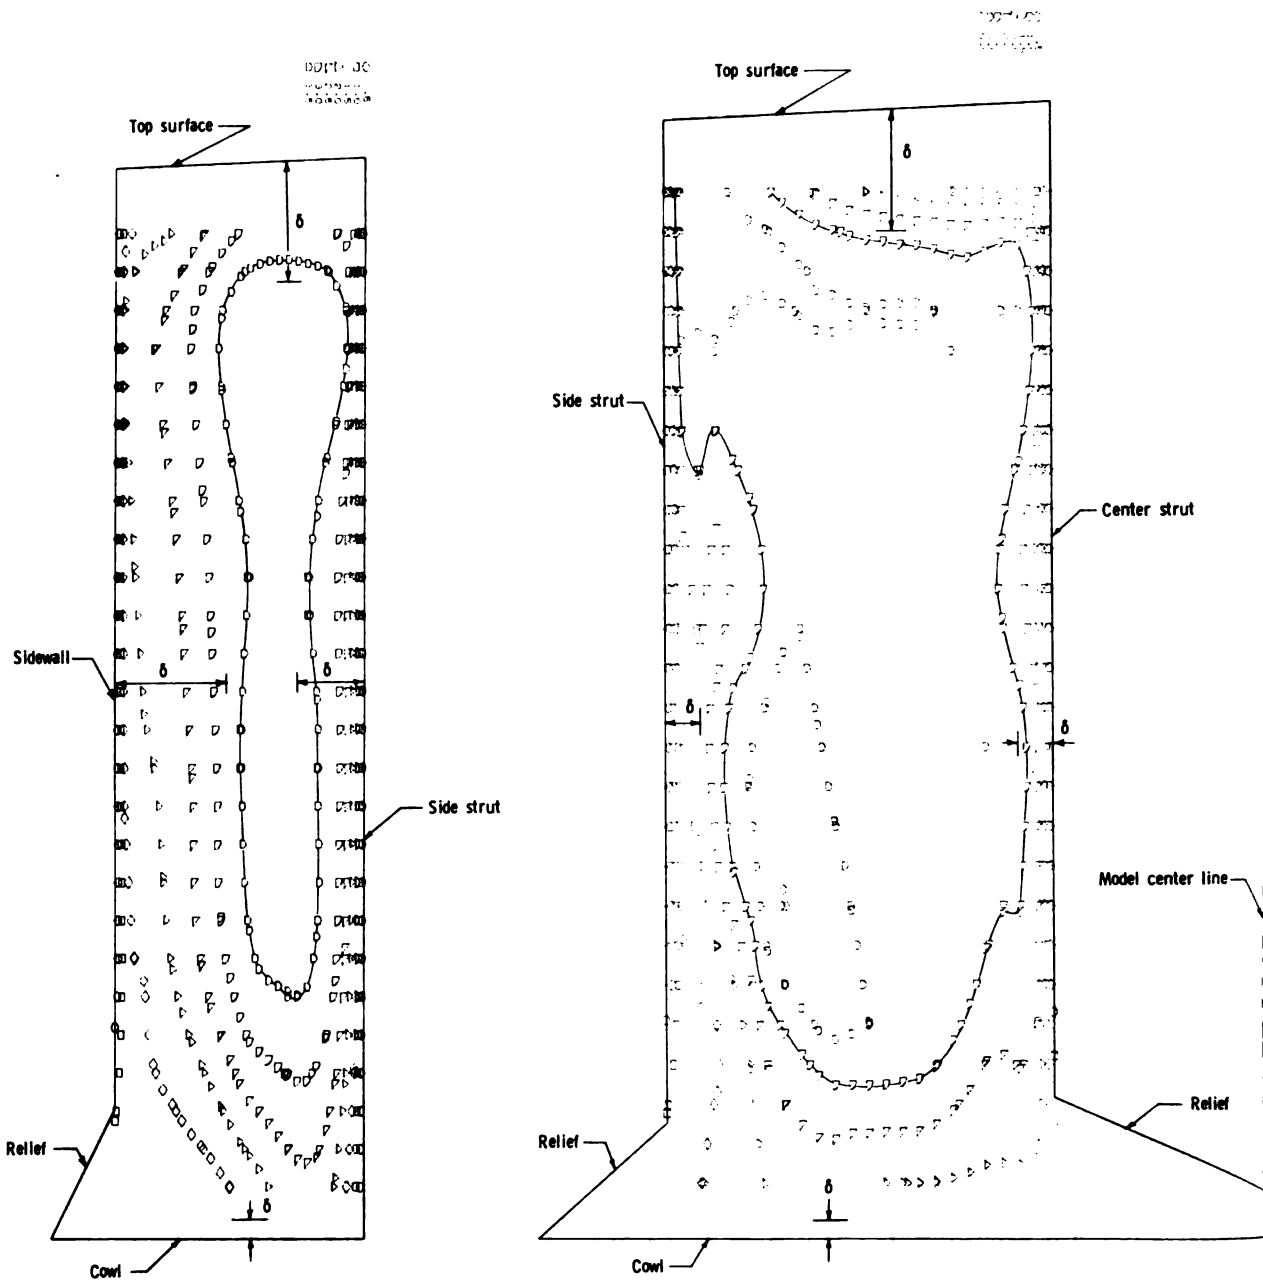 Top surface
δ
Sidewall
δ
δ
Side strut
Relief
δ
Cowl
Top surface
δ
Side strut
Center strut
δ
δ
Model center line
Relief
Relief
δ
Cowl